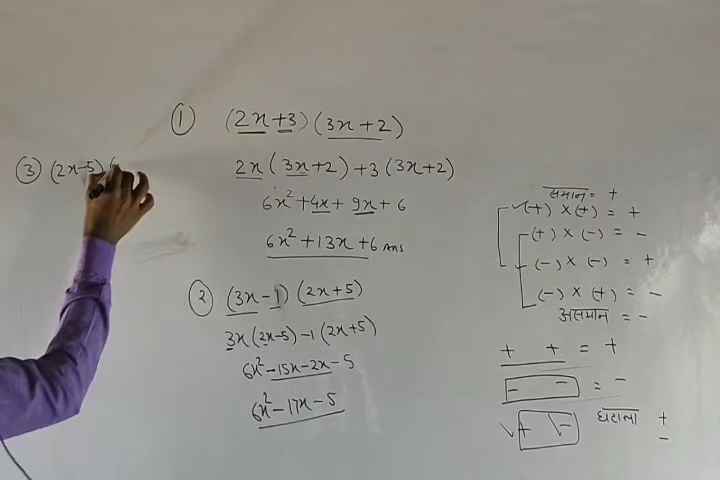 ① (2x+3) (3x+2)
2x (3x+2) +3 (3x+2)
6x² +4x + 9x + 6
6x² +13x +6 Ans
② (3x-1) (2x+5)
3x (2x-5) -1 (2x+5)
6x² -15x -2x -5
6x² -17x -5
③ (2x-5) (
समान = +
(+) × (+) = +
(+) × (-) = -
(-) × (-) = +
(-) × (+) = -
असमान = -
+ + = +
- - = -
+ - घटाना +
-